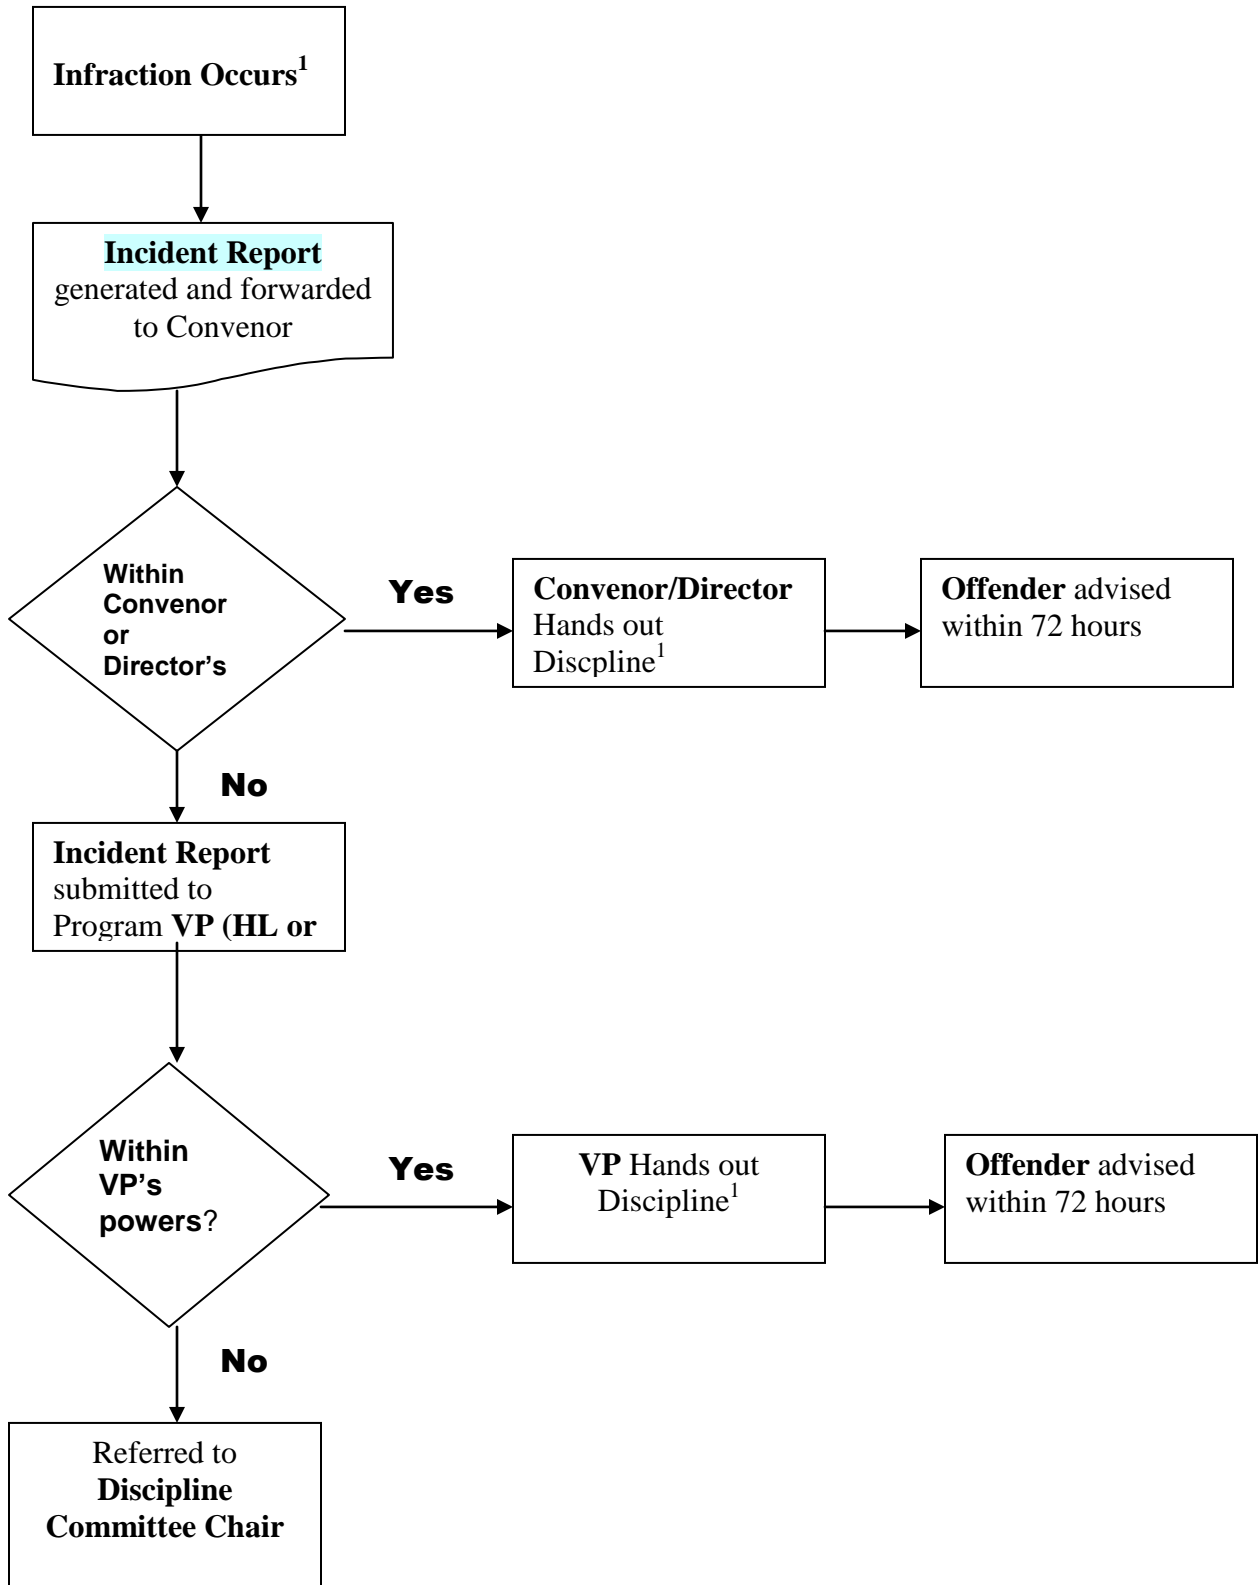 Infraction Occurs¹
Incident Report
generated and forwarded
to Convenor
Within
Convenor
or
Director's
Yes
Convenor/Director
Hands out
Discpline¹
Offender advised
within 72 hours
No
Incident Report
submitted to
Program VP (HL or
Within
VP's
powers?
Yes
VP Hands out
Discipline¹
Offender advised
within 72 hours
No
Referred to
Discipline
Committee Chair